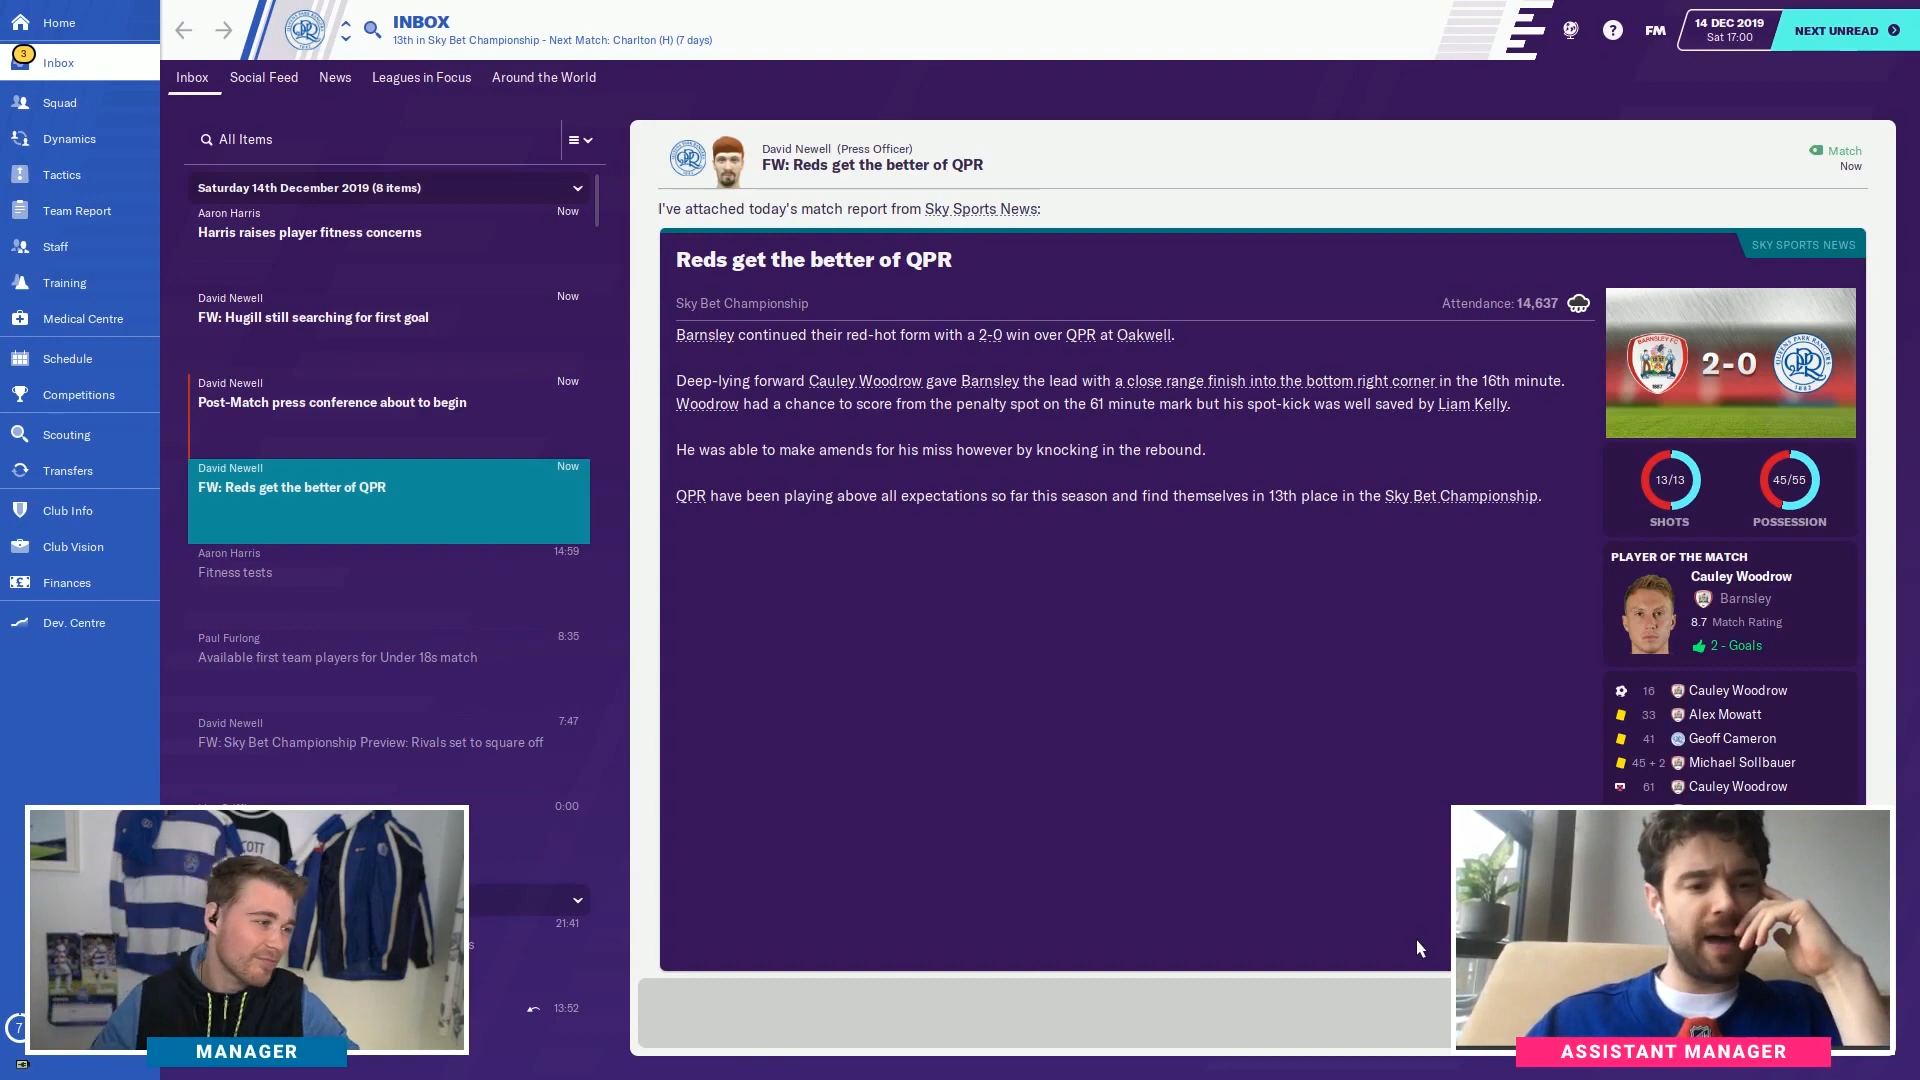 Home
3
Inbox
Squad
Dynamics
Tactics
Team Report
Staff
Training
Medical Centre
Schedule
Competitions
Scouting
Transfers
Club Info
Club Vision
Finances
Dev. Centre
7
INBOX
13th in Sky Bet Championship - Next Match: Charlton (H) (7 days)
?
FM
14 DEC 2019
Sat 17:00
NEXT UNREAD
Inbox
Social Feed
News
Leagues in Focus
Around the World
All Items
Saturday 14th December 2019 (8 items)
Aaron Harris Now
Harris raises player fitness concerns
David Newell Now
FW: Hugill still searching for first goal
David Newell Now
Post-Match press conference about to begin
David Newell Now
FW: Reds get the better of QPR
Aaron Harris 14:59
Fitness tests
Paul Furlong 8:35
Available first team players for Under 18s match
David Newell 7:47
FW: Sky Bet Championship Preview: Rivals set to square off
0:00
21:41
s
13:52
David Newell (Press Officer)
FW: Reds get the better of QPR
Match
Now
I've attached today's match report from Sky Sports News:
SKY SPORTS NEWS
Reds get the better of QPR
Sky Bet Championship
Attendance: 14,637
Barnsley continued their red-hot form with a 2-0 win over QPR at Oakwell.
Deep-lying forward Cauley Woodrow gave Barnsley the lead with a close range finish into the bottom right corner in the 16th minute.
Woodrow had a chance to score from the penalty spot on the 61 minute mark but his spot-kick was well saved by Liam Kelly.
He was able to make amends for his miss however by knocking in the rebound.
QPR have been playing above all expectations so far this season and find themselves in 13th place in the Sky Bet Championship.
BARNSLEY FC
1887
2-0
QUEENS PARK RANGERS
1882
13/13
SHOTS
45/55
POSSESSION
PLAYER OF THE MATCH
Cauley Woodrow
Barnsley
8.7 Match Rating
2 - Goals
16 Cauley Woodrow
33 Alex Mowatt
41 Geoff Cameron
45 + 2 Michael Sollbauer
61 Cauley Woodrow
MANAGER
ASSISTANT MANAGER